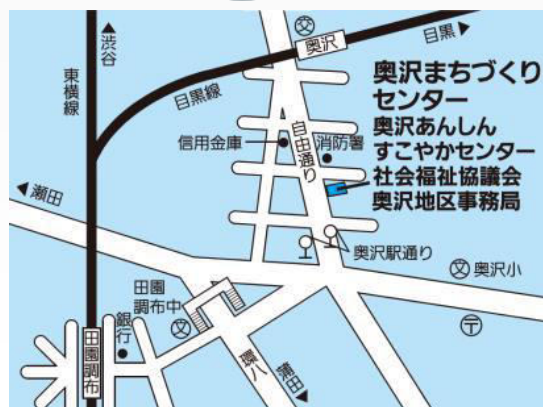 渋谷
東横線
目黒線
奥沢
目黒
文
奥沢まちづくり
センター
奥沢あんしん
すこやかセンター
社会福祉協議会
奥沢地区事務局
信用金庫
自由通り
消防署
瀬田
奥沢駅通り
文 奥沢小
田園
調布中
文
銀行
田園調布
環八
蒲田
〒